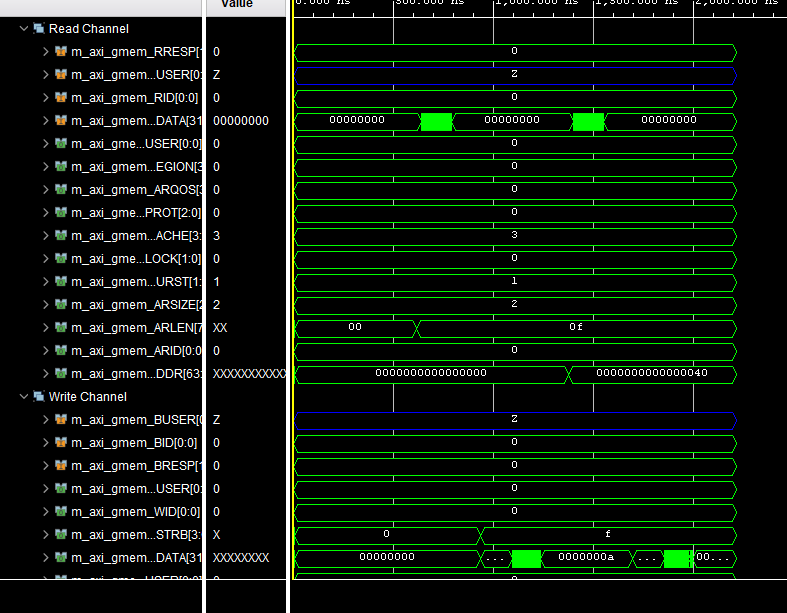 Value
500.000 ns 1,000.000 ns 1,500.000 ns 2,000.000 ns
Read Channel
m_axi_gmem_RRESP[1 0 0
m_axi_gmem...USER[0: Z Z
m_axi_gmem_RID[0:0] 0 0
m_axi_gmem...DATA[31 00000000 00000000 00000000 00000000
m_axi_gme...USER[0:0] 0 0
m_axi_gmem...EGION[3 0 0
m_axi_gmem_ARQOS[3 0 0
m_axi_gme...PROT[2:0] 0 0
m_axi_gmem...ACHE[3: 3 3
m_axi_gme...LOCK[1:0] 0 0
m_axi_gmem...URST[1: 1 1
m_axi_gmem_ARSIZE[2 2 2
m_axi_gmem_ARLEN[7 XX 00 0f
m_axi_gmem_ARID[0:0 0 0
m_axi_gmem...DDR[63: XXXXXXXXXX 0000000000000000 0000000000000040
Write Channel
m_axi_gmem_BUSER[0 Z Z
m_axi_gmem_BID[0:0] 0 0
m_axi_gmem_BRESP[1 0 0
m_axi_gmem...USER[0: 0 0
m_axi_gmem_WID[0:0] 0 0
m_axi_gmem...STRB[3: X 0 f
m_axi_gmem...DATA[31 XXXXXXXX 00000000 ... 0000000a ... 00...